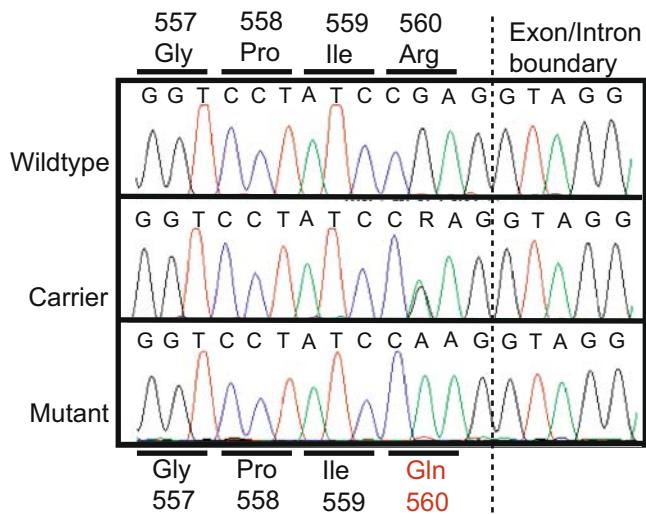 557 558 559 560
Gly Pro Ile Arg
Exon/Intron
boundary
G G T C C T A T C C G A G G T A G G
Wildtype
G G T C C T A T C C R A G G T A G G
Carrier
G G T C C T A T C C A A G G T A G G
Mutant
Gly Pro Ile Gln
557 558 559 560